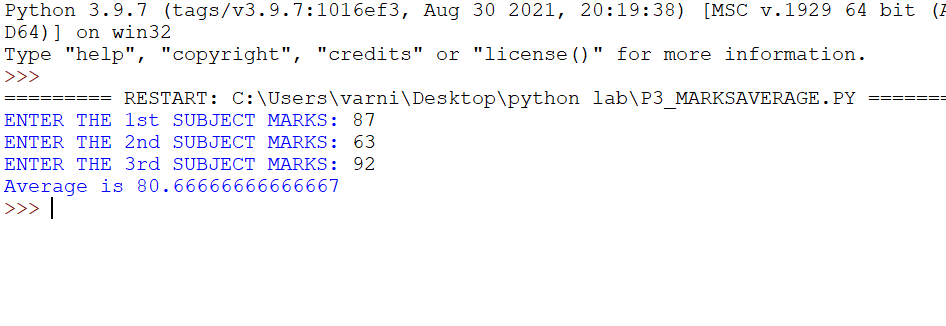 Python 3.9.7 (tags/v3.9.7:1016ef3, Aug 30 2021, 20:19:38) [MSC v.1929 64 bit (
D64)] on win32
Type "help", "copyright", "credits" or "license()" for more information.
>>>
========= RESTART: C:\Users\varni\Desktop\python lab\P3_MARKSAVERAGE.PY =======
ENTER THE 1st SUBJECT MARKS: 87
ENTER THE 2nd SUBJECT MARKS: 63
ENTER THE 3rd SUBJECT MARKS: 92
Average is 80.66666666666667
>>>